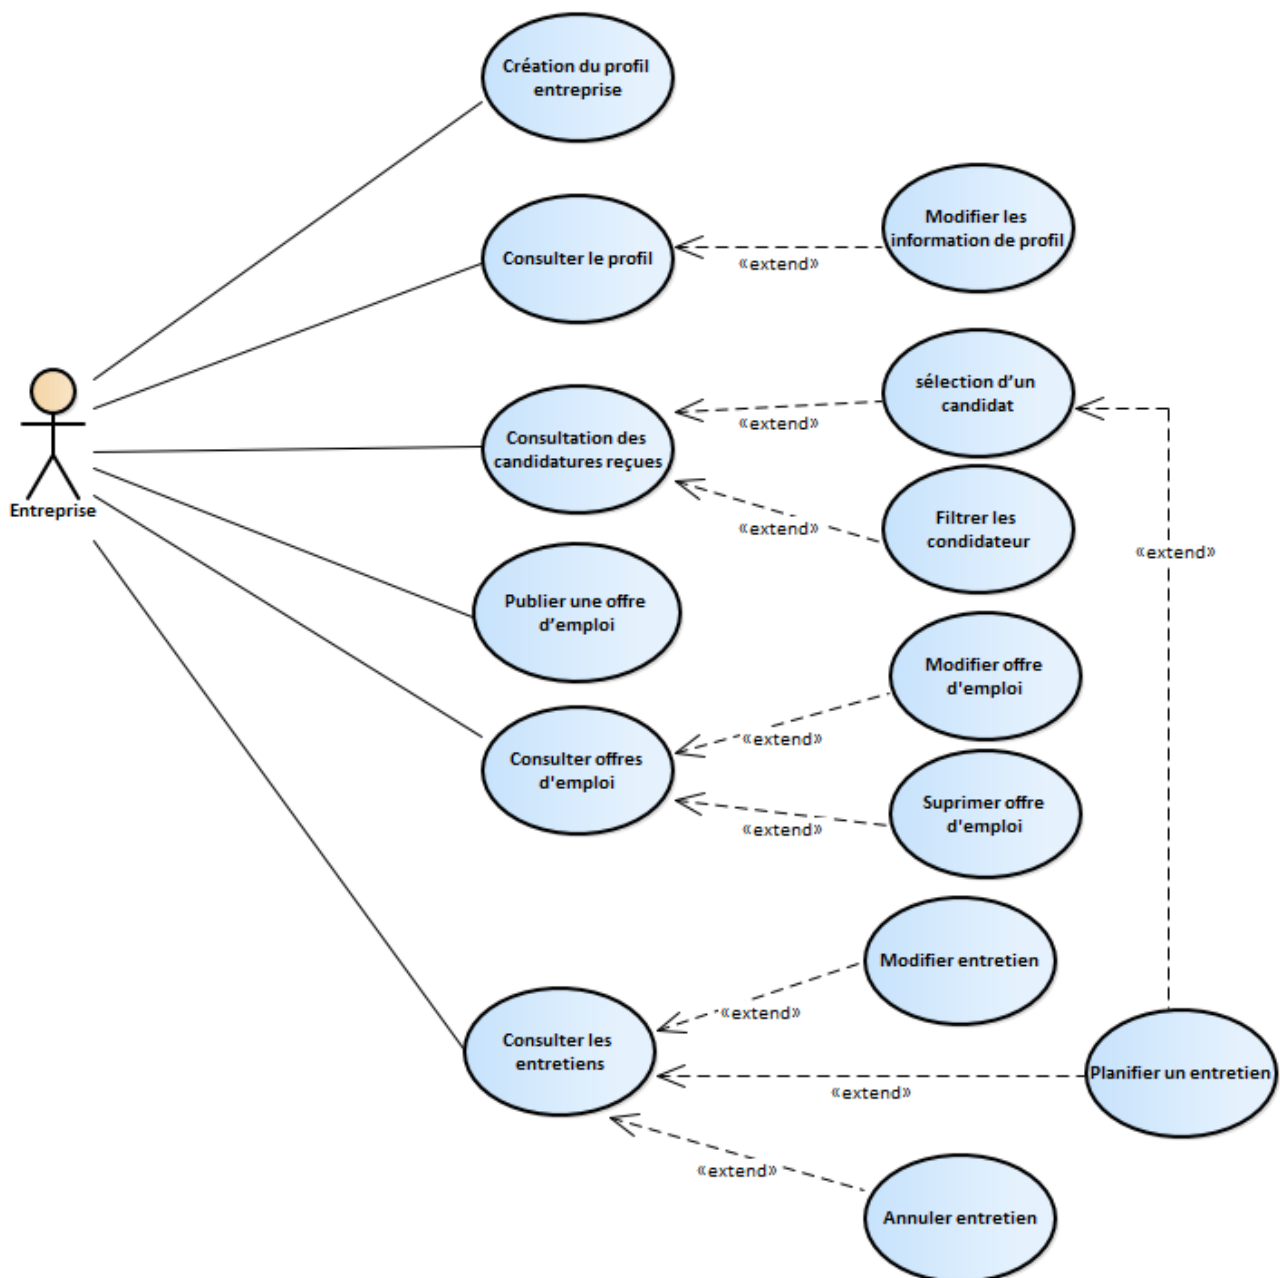 Création du profil
entreprise
Modifier les
information de profil
Consulter le profil
«extend»
sélection d’un
candidat
«extend»
Consultation des
candidatures reçues
Filtrer les
condidateur
«extend»
Entreprise
«extend»
Publier une offre
d’emploi
Modifier offre
d'emploi
«extend»
Consulter offres
d'emploi
Suprimer offre
d'emploi
«extend»
Modifier entretien
«extend»
Consulter les
entretiens
Planifier un entretien
«extend»
«extend»
Annuler entretien